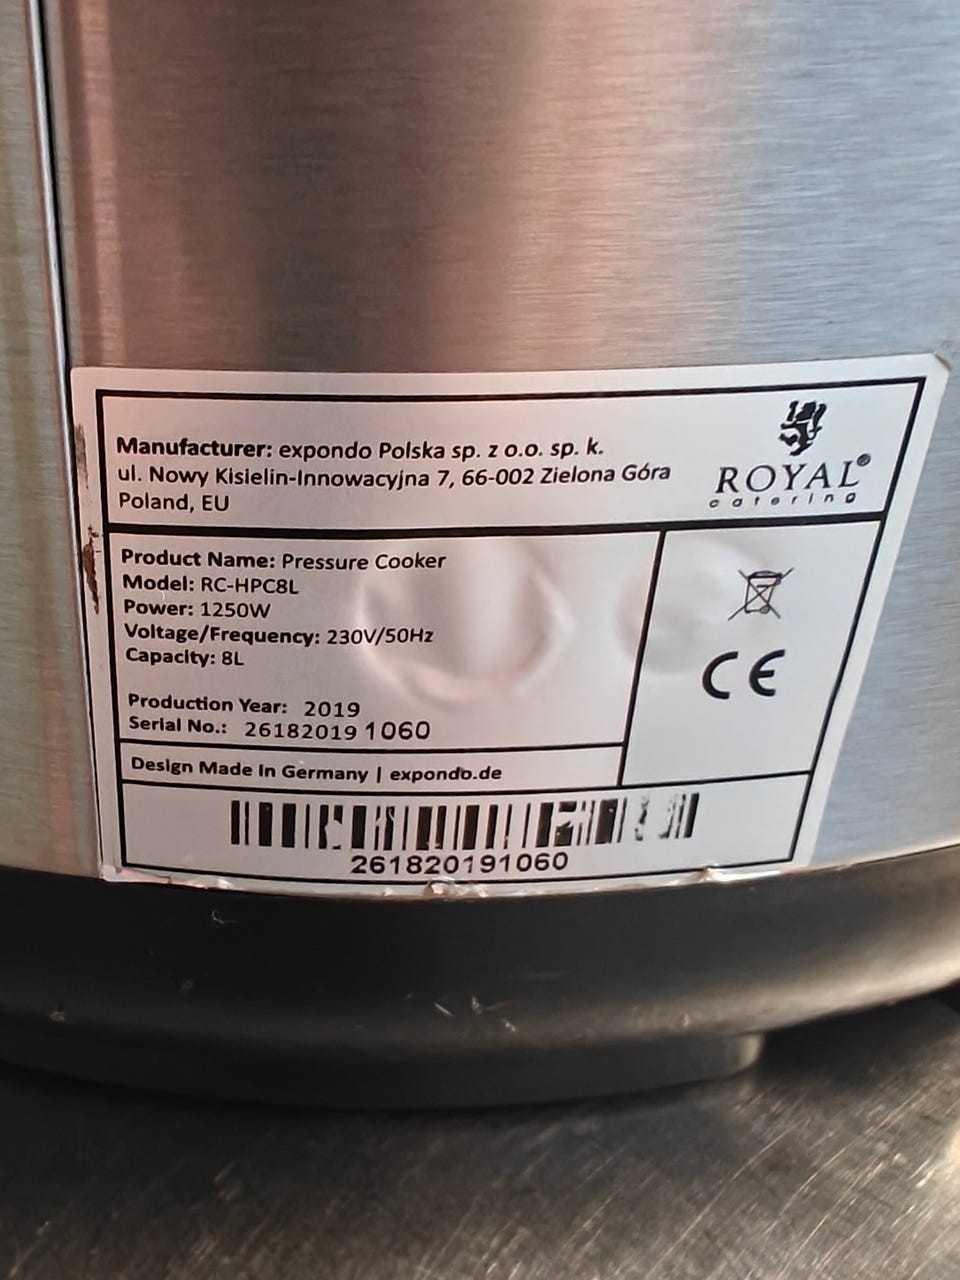 Manufacturer: expondo Polska sp. z o.o. sp. k.
ul. Nowy Kisielin-Innowacyjna 7, 66-002 Zielona Góra
Poland, EU
ROYAL®
catering
Product Name: Pressure Cooker
Model: RC-HPC8L
Power: 1250W
Voltage/Frequency: 230V/50Hz
Capacity: 8L
Production Year: 2019
Serial No.: 26182019 1060
CE
Design Made In Germany | expondo.de
261820191060